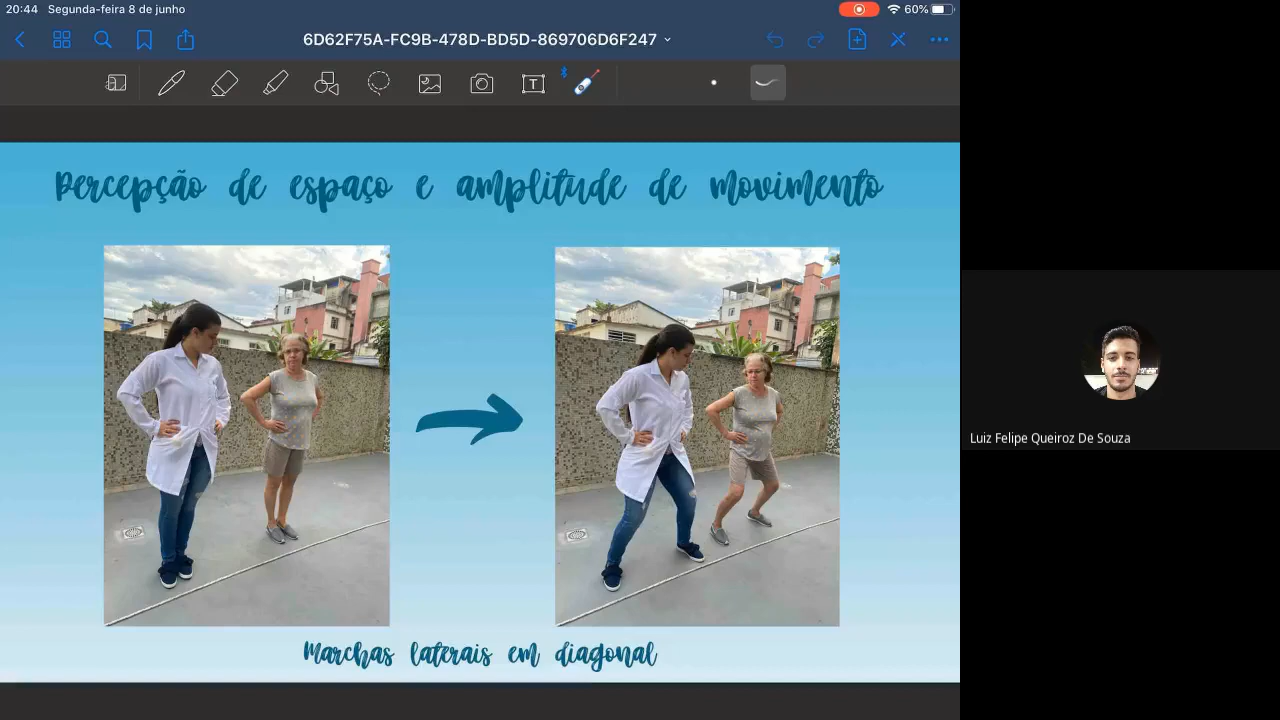 20:44 Segunda-feira 8 de junho
60%
6D62F75A-FC9B-478D-BD5D-869706D6F247
T
Percepção de espaço e amplitude de movimento
Luiz Felipe Queiroz De Souza
Marchas laterais em diagonal